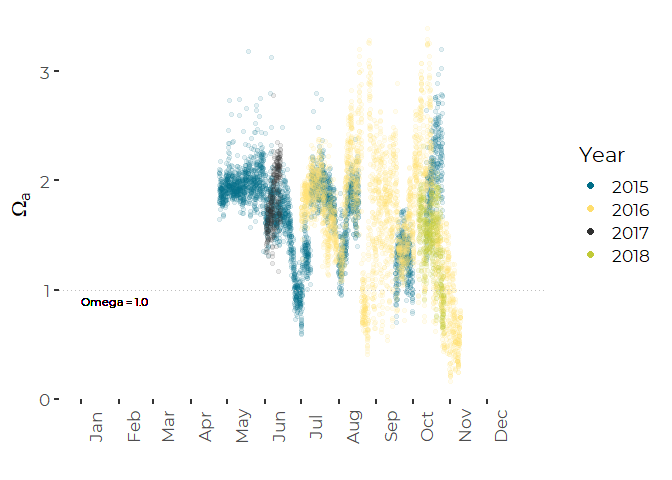 Ωa
3
2
1
0
Omega = 1.0
Jan
Feb
Mar
Apr
May
Jun
Jul
Aug
Sep
Oct
Nov
Dec
Year
2015
2016
2017
2018